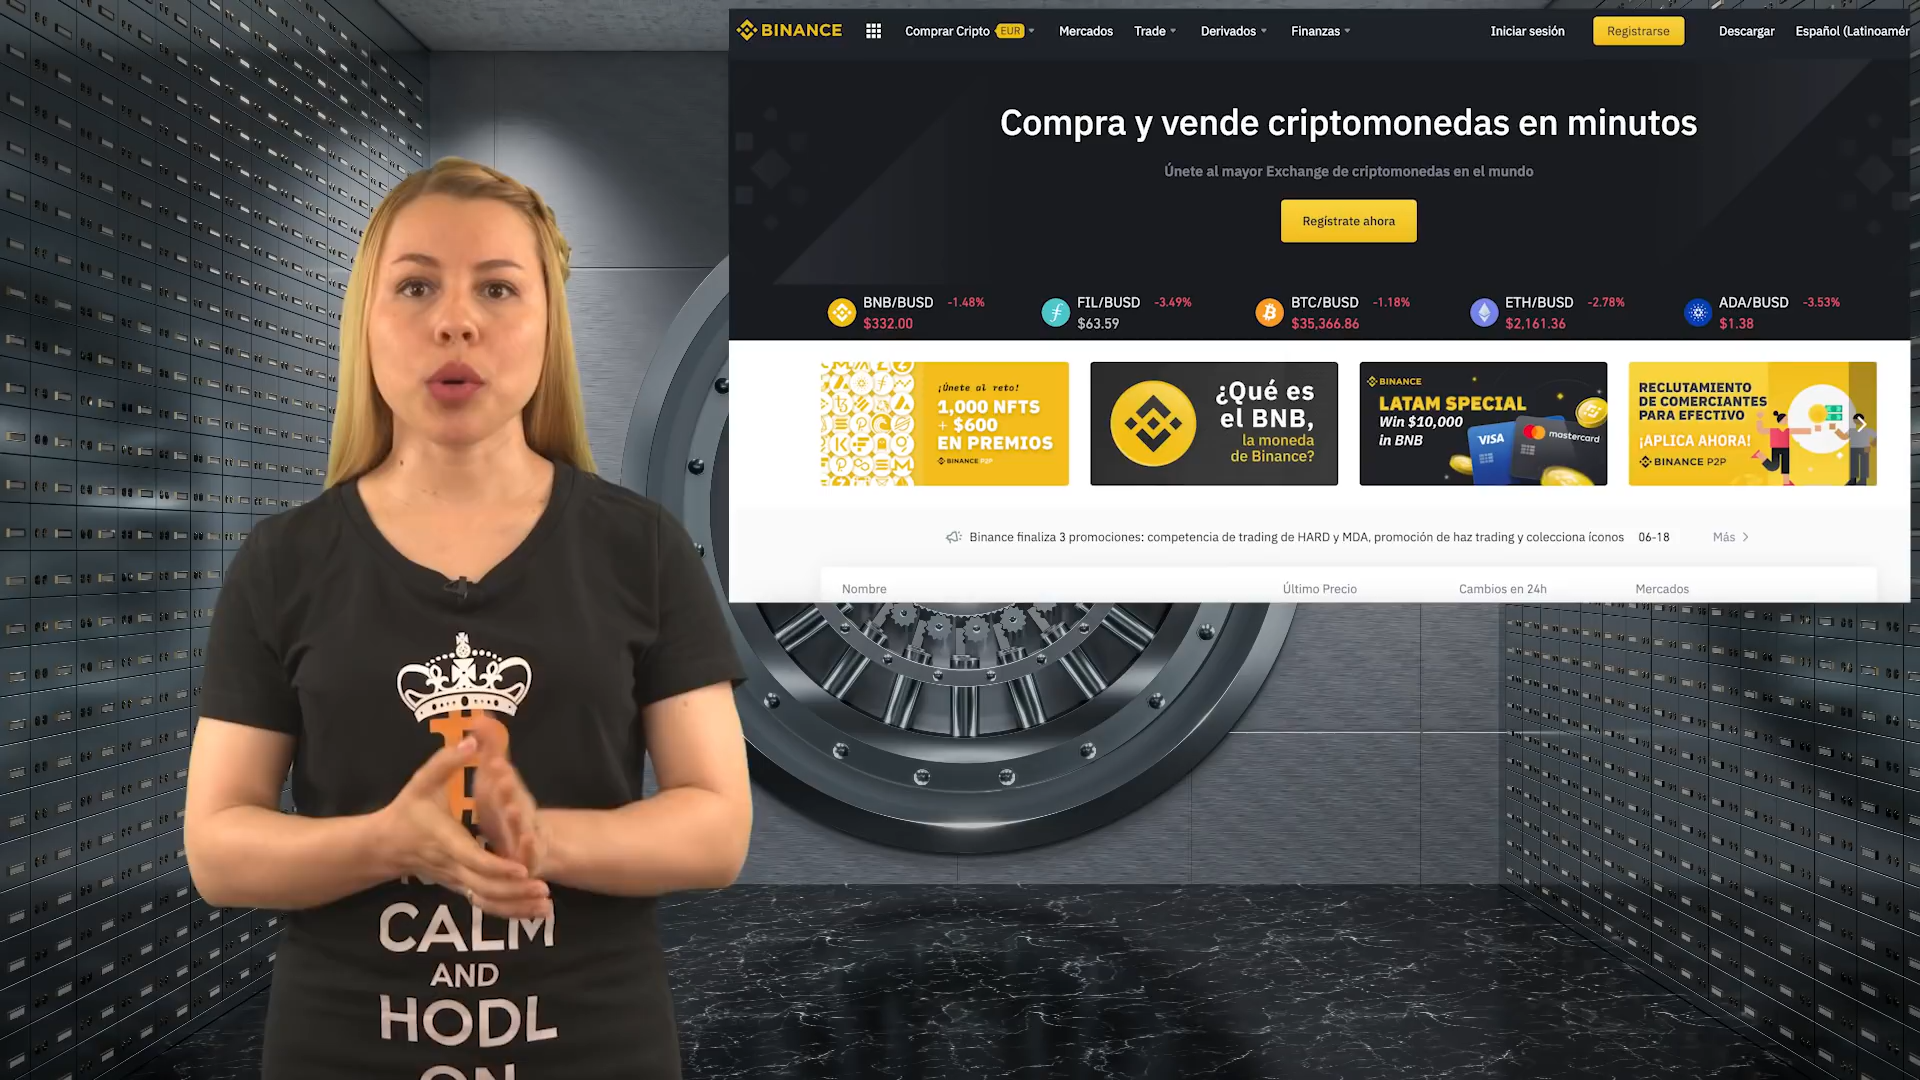 BINANCE
Comprar Cripto EUR
Mercados
Trade
Derivados
Finanzas
Iniciar sesión
Registrarse
Descargar
Español (Latinoamér
Compra y vende criptomonedas en minutos
Únete al mayor Exchange de criptomonedas en el mundo
Regístrate ahora
BNB/BUSD -1.48%
$332.00
FIL/BUSD -3.49%
$63.59
BTC/BUSD -1.18%
$35,366.86
ETH/BUSD -2.78%
$2,161.36
ADA/BUSD -3.53%
$1.38
¡Únete al reto!
1,000 NFTS
+ $600
EN PREMIOS
BINANCE P2P
¿Qué es
el BNB,
la moneda
de Binance?
BINANCE
LATAM SPECIAL
Win $10,000
in BNB
VISA
mastercard
RECLUTAMIENTO
DE COMERCIANTES
PARA EFECTIVO
¡APLICA AHORA!
BINANCE P2P
Binance finaliza 3 promociones: competencia de trading de HARD y MDA, promoción de haz trading y colecciona íconos 06-18 Más
Nombre
Último Precio
Cambios en 24h
Mercados
CALM
AND
HODL
ON